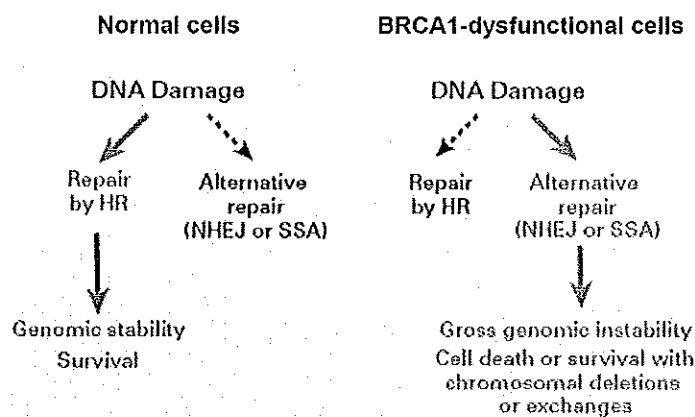 Normal cells
DNA Damage
Repair
by HR
Alternative
repair
(NHEJ or SSA)
Genomic stability
Survival
BRCA1-dysfunctional cells
DNA Damage
Repair
by HR
Alternative
repair
(NHEJ or SSA)
Gross genomic instability
Cell death or survival with
chromosomal deletions
or exchanges